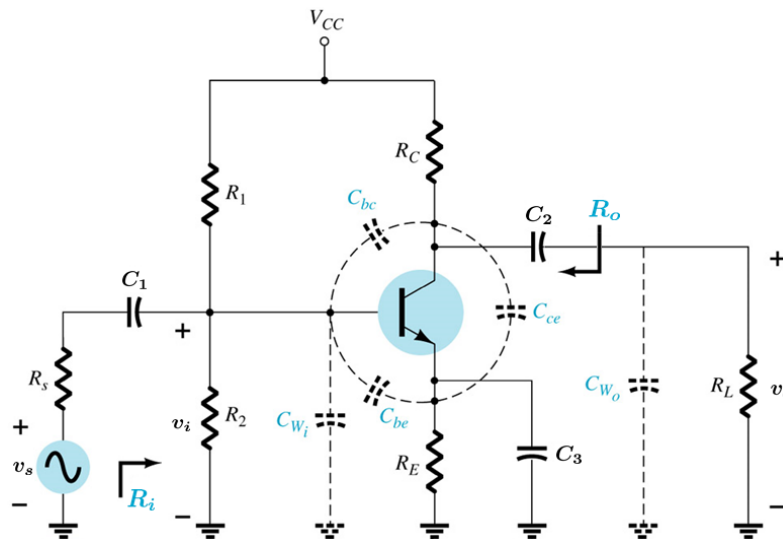 V_CC
R_C
R_1
C_bc
C_2
R_o
+
C_1
+
C_ce
R_s
R_2
C_Wi
C_be
C_Wo
R_L
v
v_i
+
v_s
R_E
C_3
−
R_i
−
−